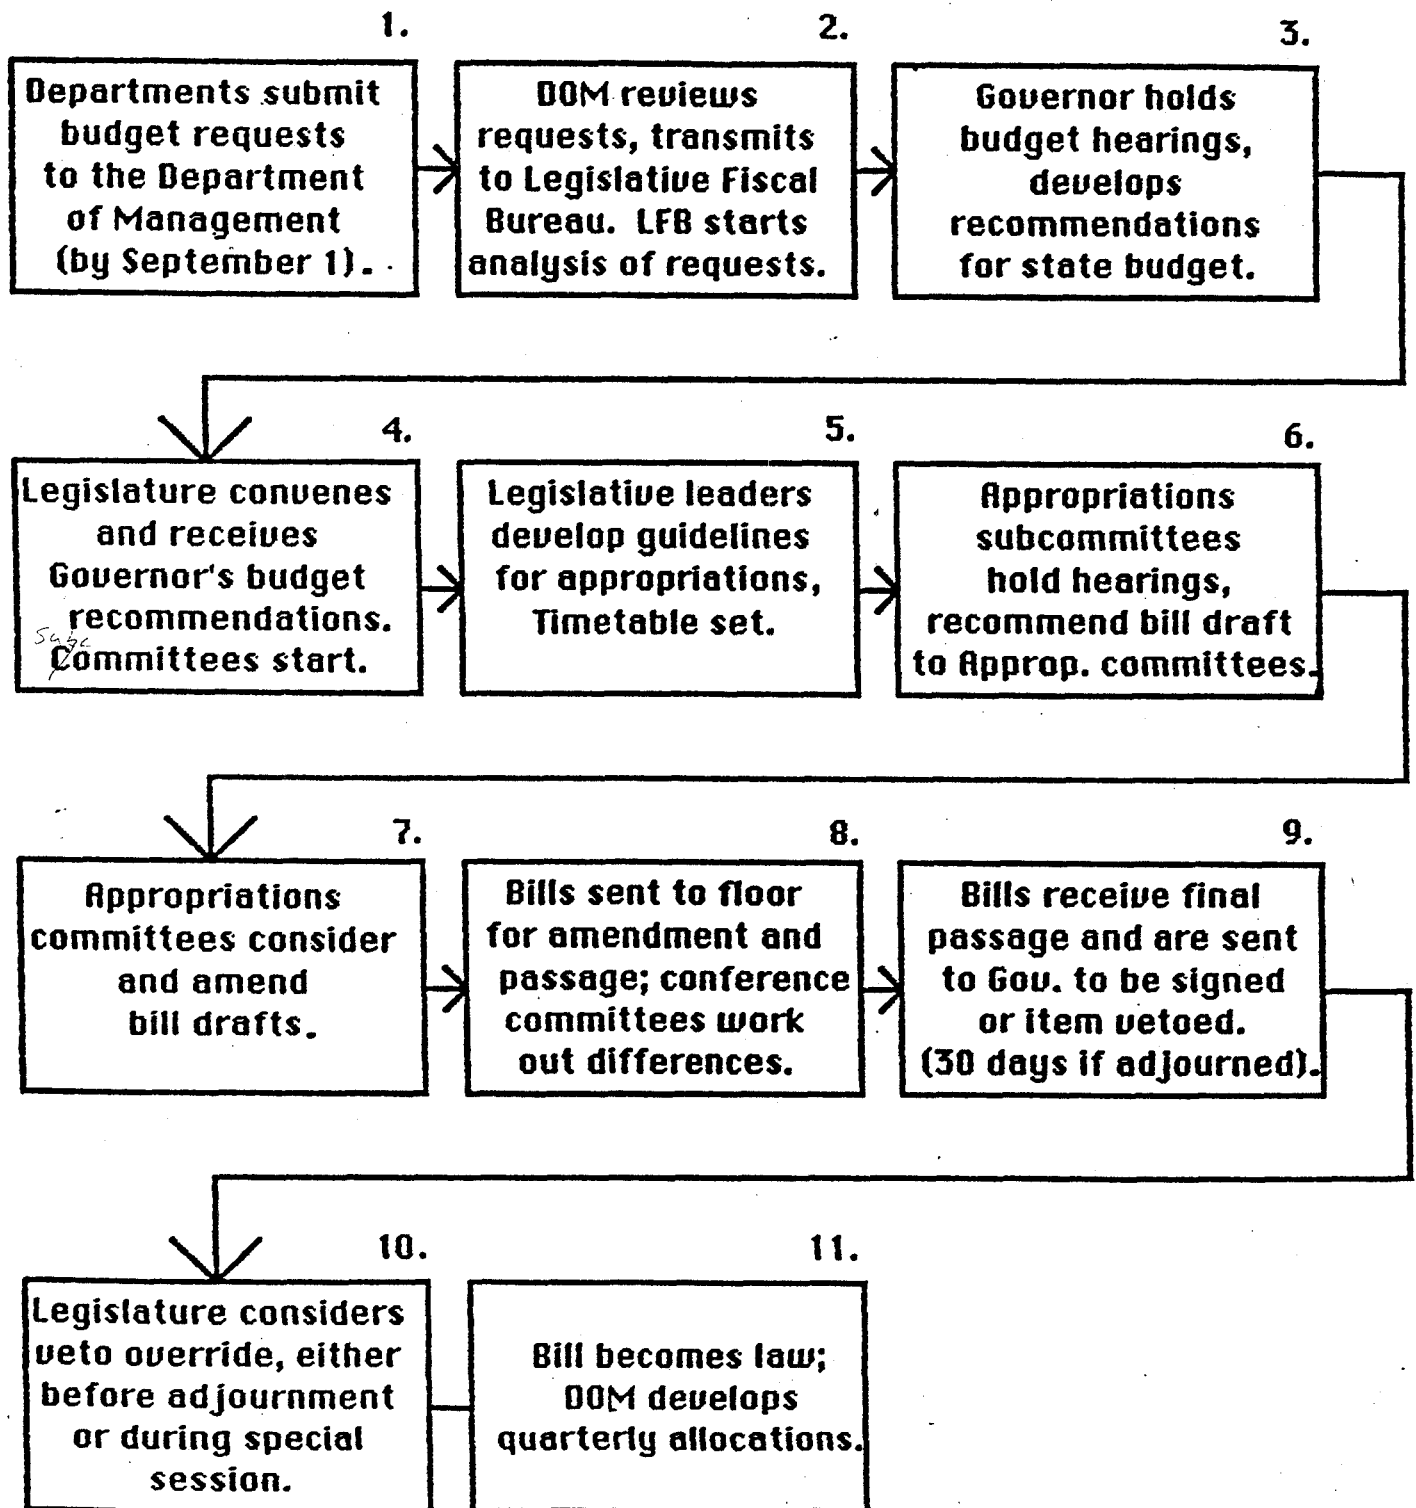 1.
Departments submit
budget requests
to the Department
of Management
(by September 1).
2.
DOM reviews
requests, transmits
to Legislative Fiscal
Bureau. LFB starts
analysis of requests.
3.
Governor holds
budget hearings,
develops
recommendations
for state budget.
4.
Legislature convenes
and receives
Governor's budget
recommendations.
Subc
Committees start.
5.
Legislative leaders
develop guidelines
for appropriations,
Timetable set.
6.
Appropriations
subcommittees
hold hearings,
recommend bill draft
to Approp. committees.
7.
Appropriations
committees consider
and amend
bill drafts.
8.
Bills sent to floor
for amendment and
passage; conference
committees work
out differences.
9.
Bills receive final
passage and are sent
to Gov. to be signed
or item vetoed.
(30 days if adjourned).
10.
Legislature considers
veto override, either
before adjournment
or during special
session.
11.
Bill becomes law;
DOM develops
quarterly allocations.